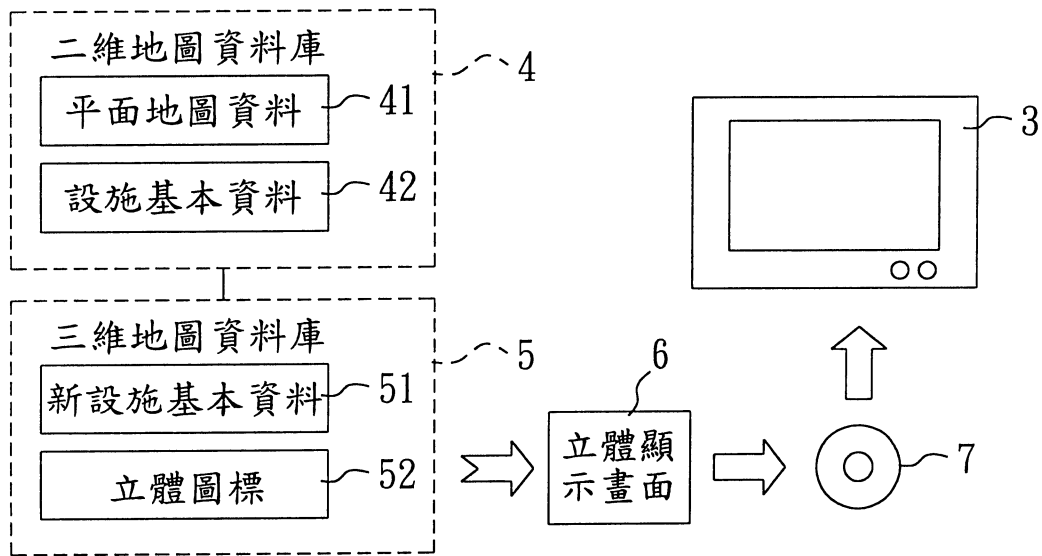 二維地圖資料庫
4
平面地圖資料
41
設施基本資料
42
三維地圖資料庫
5
新設施基本資料
51
立體圖標
52
6
立體顯
示畫面
7
3